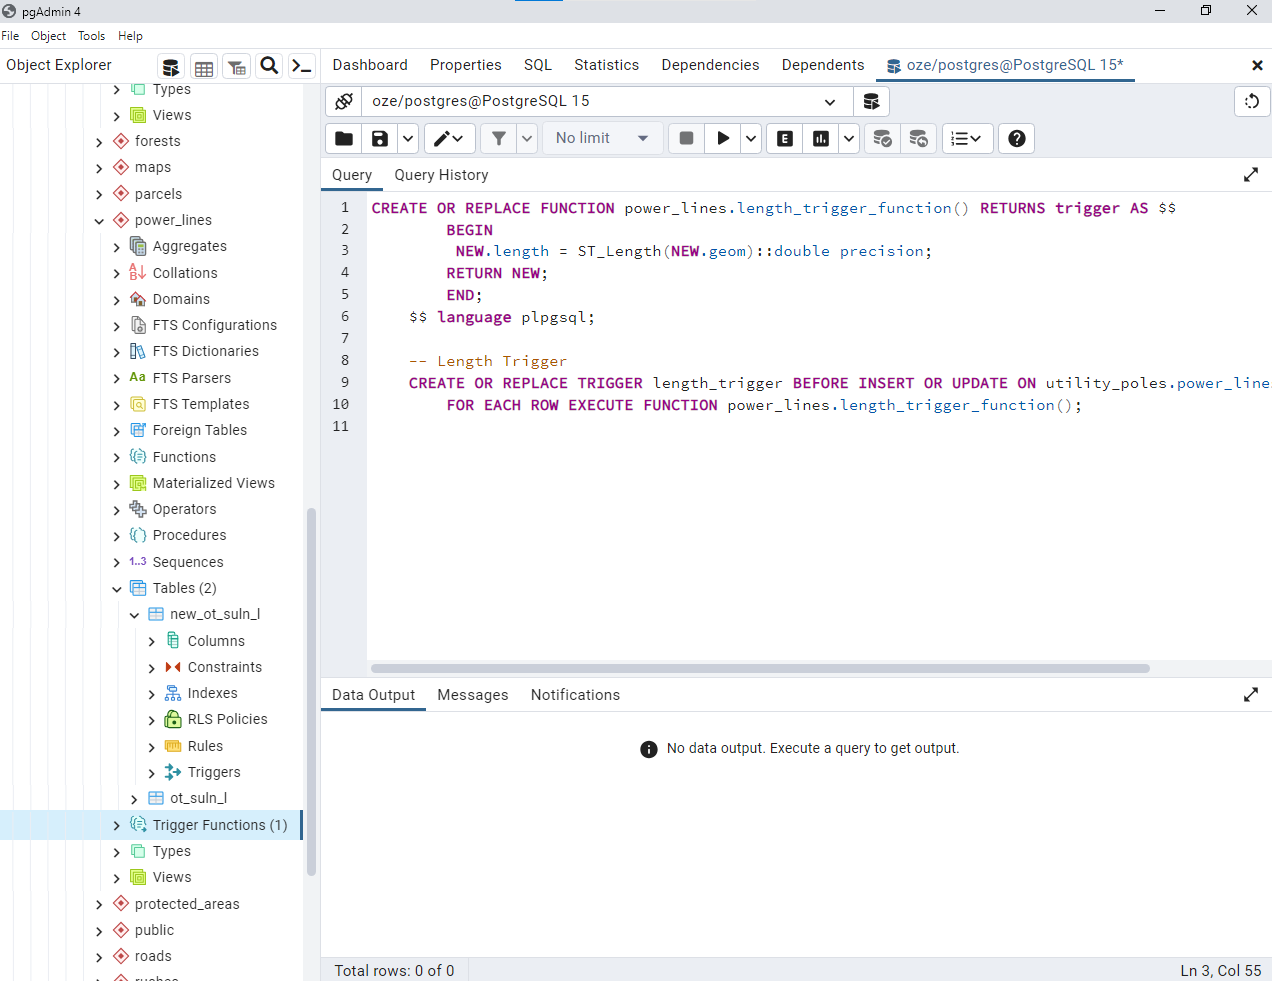 pgAdmin 4
File Object Tools Help
Object Explorer
Dashboard Properties SQL Statistics Dependencies Dependents oze/postgres@PostgreSQL 15*
oze/postgres@PostgreSQL 15
No limit
Query Query History
Types
Views
forests
maps
parcels
power_lines
Aggregates
Collations
Domains
FTS Configurations
FTS Dictionaries
Aa FTS Parsers
FTS Templates
Foreign Tables
Functions
Materialized Views
Operators
Procedures
1..3 Sequences
Tables (2)
new_ot_suln_l
Columns
Constraints
Indexes
RLS Policies
Rules
Triggers
ot_suln_l
Trigger Functions (1)
Types
Views
protected_areas
public
roads
1 CREATE OR REPLACE FUNCTION power_lines.length_trigger_function() RETURNS trigger AS $$
2 BEGIN
3 NEW.length = ST_Length(NEW.geom)::double precision;
4 RETURN NEW;
5 END;
6 $$ language plpgsql;
7
8 -- Length Trigger
9 CREATE OR REPLACE TRIGGER length_trigger BEFORE INSERT OR UPDATE ON utility_poles.power_line
10 FOR EACH ROW EXECUTE FUNCTION power_lines.length_trigger_function();
11
Data Output Messages Notifications
No data output. Execute a query to get output.
Total rows: 0 of 0
Ln 3, Col 55